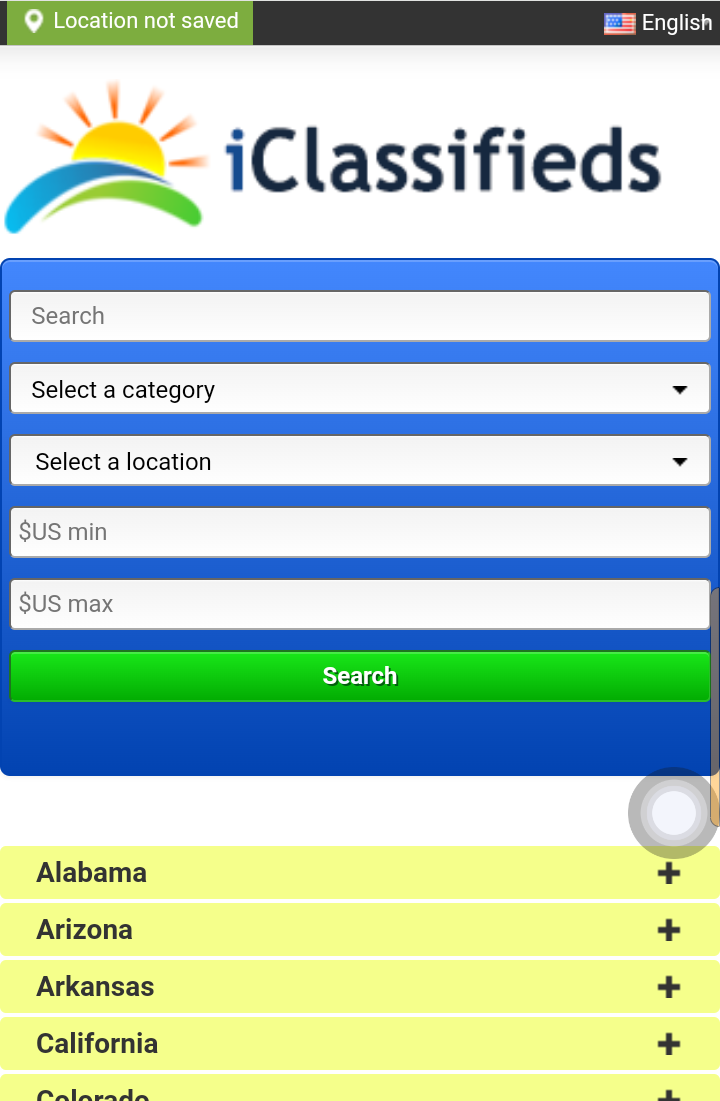 Location not saved
English
iClassifieds
Search
Select a category
Select a location
$US min
$US max
Search
Alabama
Arizona
Arkansas
California
Colorado